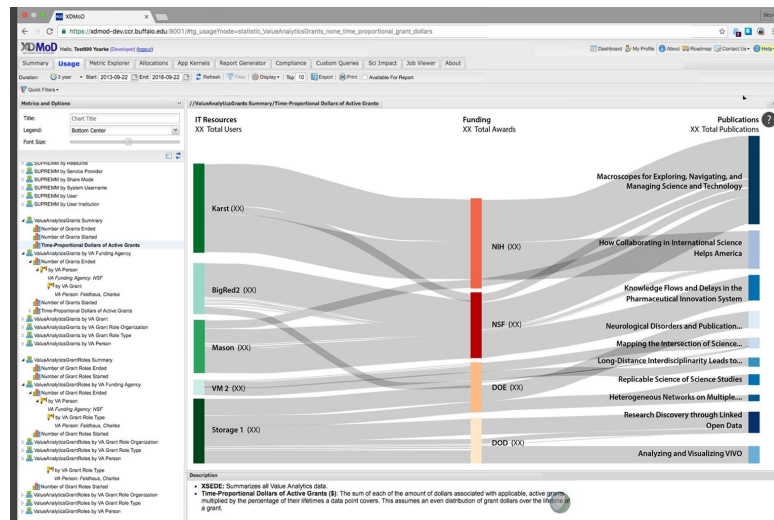 XDMoD
https://xdmod-dev.ccr.buffalo.edu:9001/#tg_usage?node=statistic_ValueAnalyticsGrants_none_time_proportional_grant_dollars
XDMoD Hello, Test999 Yearke (Developer) (logout)
Dashboard My Profile About Roadmap Contact Us Help
Summary Usage Metric Explorer Allocations App Kernels Report Generator Compliance Custom Queries Sci Impact Job Viewer About
Duration: 3 year Start: 2013-09-22 End: 2016-09-22 Refresh Filter Display Top 10 Export Print Available For Report
Quick Filters
Metrics and Options
//ValueAnalyticsGrants Summary/Time-Proportional Dollars of Active Grants
Title: Chart Title
Legend: Bottom Center
Font Size:
SUPREMM by Resource
SUPREMM by Service Provider
SUPREMM by Share Mode
SUPREMM by System Username
SUPREMM by User
SUPREMM by User Institution
ValueAnalyticsGrants Summary
Number of Grants Ended
Number of Grants Started
Time-Proportional Dollars of Active Grants
ValueAnalyticsGrants by VA Funding Agency
Number of Grants Ended
by VA Person
VA Funding Agency: NSF
by VA Grant
VA Person: Feldhaus, Charles
Number of Grants Started
Time-Proportional Dollars of Active Grants
ValueAnalyticsGrants by VA Grant
ValueAnalyticsGrants by VA Grant Role Organization
ValueAnalyticsGrants by VA Grant Role Type
ValueAnalyticsGrants by VA Person
ValueAnalyticsGrantRoles Summary
Number of Grant Roles Ended
Number of Grant Roles Started
ValueAnalyticsGrantRoles by VA Funding Agency
Number of Grant Roles Ended
by VA Person
VA Funding Agency: NSF
by VA Grant Role Type
VA Person: Feldhaus, Charles
Number of Grant Roles Started
ValueAnalyticsGrantRoles by VA Grant Role Organization
ValueAnalyticsGrantRoles by VA Grant Role Type
ValueAnalyticsGrantRoles by VA Person
by VA Grant Role Type
VA Person: Feldhaus, Charles
Number of Grant Roles Started
ValueAnalyticsGrantRoles by VA Grant Role Organization
ValueAnalyticsGrantRoles by VA Grant Role Type
ValueAnalyticsGrantRoles by VA Person
IT Resources
XX Total Users
Funding
XX Total Awards
Publications
XX Total Publications
?
Karst (XX)
BigRed2 (XX)
Mason (XX)
VM 2 (XX)
Storage 1 (XX)
NIH (XX)
NSF (XX)
DOE (XX)
DOD (XX)
Macroscopes for Exploring, Navigating, and
Managing Science and Technology
How Collaborating in International Science
Helps America
Knowledge Flows and Delays in the
Pharmaceutical Innovation System
Neurological Disorders and Publication...
Mapping the Intersection of Science...
Long-Distance Interdisciplinarity Leads to...
Replicable Science of Science Studies
Heterogeneous Networks on Multiple....
Research Discovery through Linked
Open Data
Analyzing and Visualizing VIVO
Description
• XSEDE: Summarizes all Value Analytics data.
• Time-Proportional Dollars of Active Grants ($): The sum of each of the amount of dollars associated with applicable, active grants
multiplied by the percentage of their lifetimes a data point covers. This assumes an even distribution of grant dollars over the lifetime of
a grant.